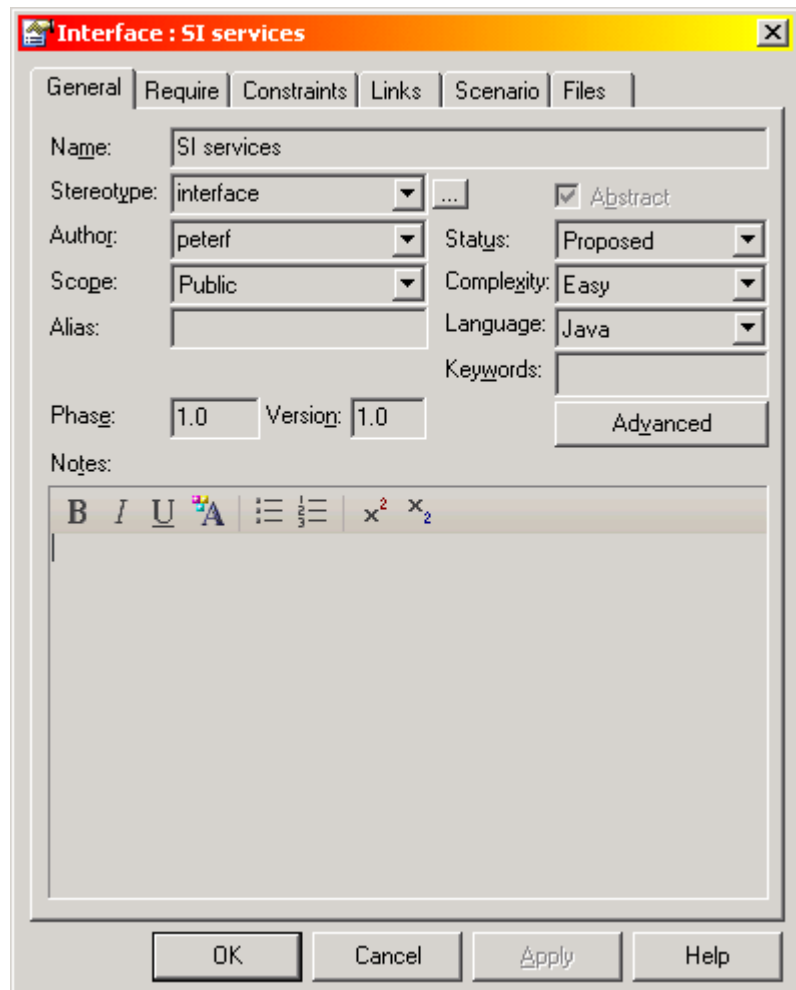 Interface : SI services
General Require Constraints Links Scenario Files
Name: SI services
Stereotype: interface ... Abstract
Author: peterf Status: Proposed
Scope: Public Complexity: Easy
Alias: Language: Java
Keywords:
Phase: 1.0 Version: 1.0 Advanced
Notes:
B I U A x² x₂
OK Cancel Apply Help